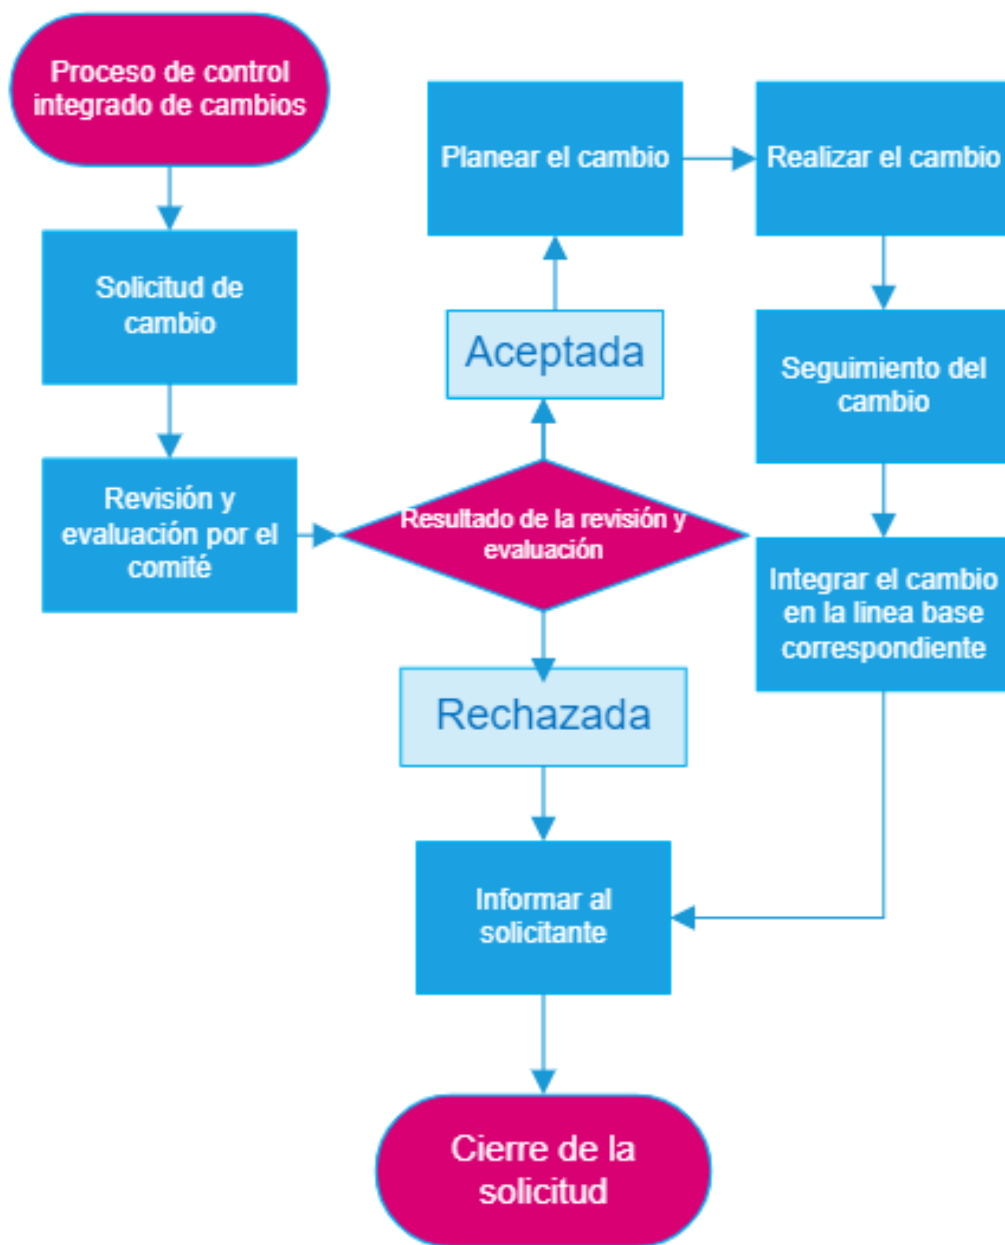 Proceso de control
integrado de cambios
Solicitud de
cambio
Revisión y
evaluación por el
comité
Resultado de la revisión y
evaluación
Aceptada
Planear el cambio
Realizar el cambio
Seguimiento del
cambio
Integrar el cambio
en la linea base
correspondiente
Rechazada
Informar al
solicitante
Cierre de la
solicitud